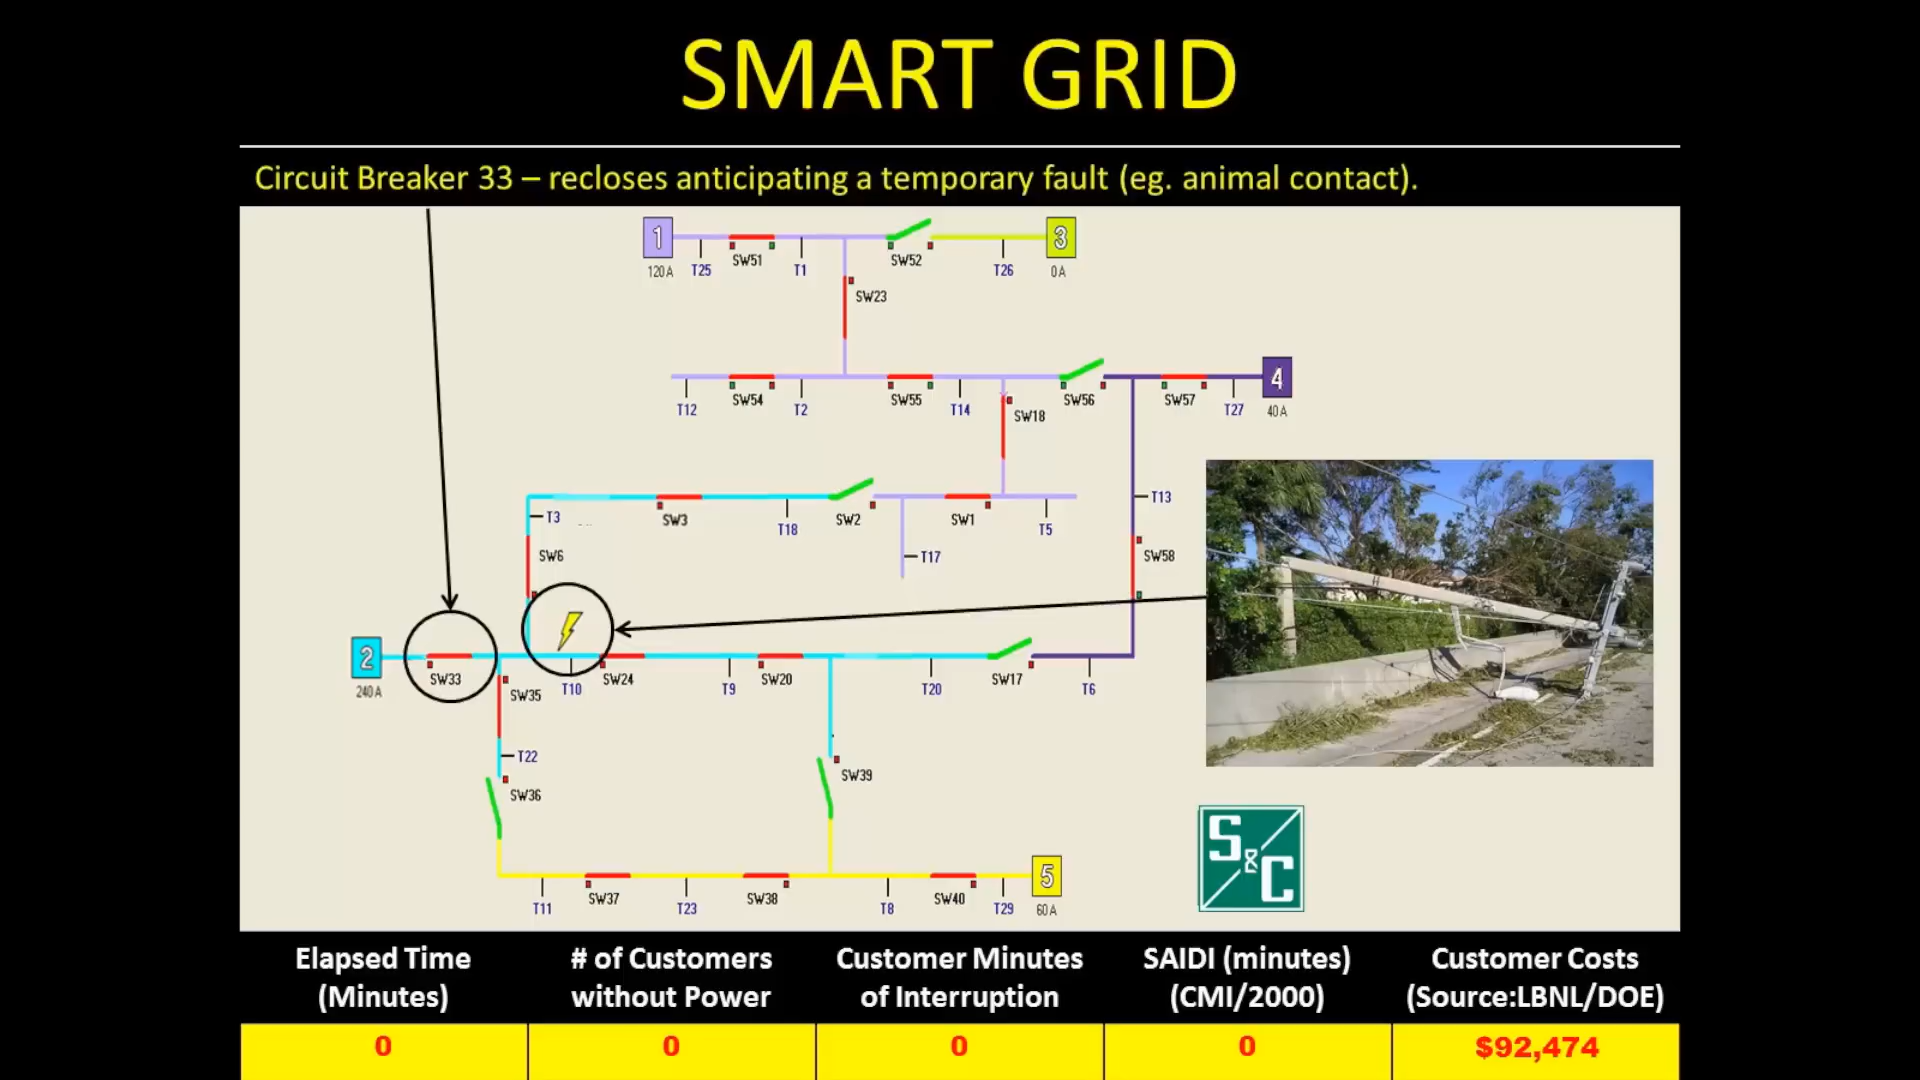 SMART GRID
Circuit Breaker 33 – recloses anticipating a temporary fault (eg. animal contact).
1
3
120A
T25
SW51
T1
SW52
T26
0A
SW23
4
T12
SW54
T2
SW55
T14
SW18
SW56
SW57
T27
40A
T3
SW3
T18
SW2
SW1
T5
T13
SW6
T17
SW58
2
240A
SW33
SW35
T10
SW24
T9
SW20
T20
SW17
T6
T22
SW36
SW39
S&C
5
T11
SW37
T23
SW38
T8
SW40
T29
60A
Elapsed Time
(Minutes)
# of Customers
without Power
Customer Minutes
of Interruption
SAIDI (minutes)
(CMI/2000)
Customer Costs
(Source:LBNL/DOE)
0
0
0
0
$92,474